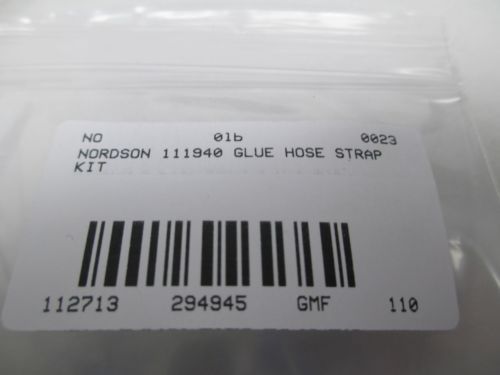 NO 01b 0023
NORDSON 111940 GLUE HOSE STRAP
KIT
112713 294945 GMF 110